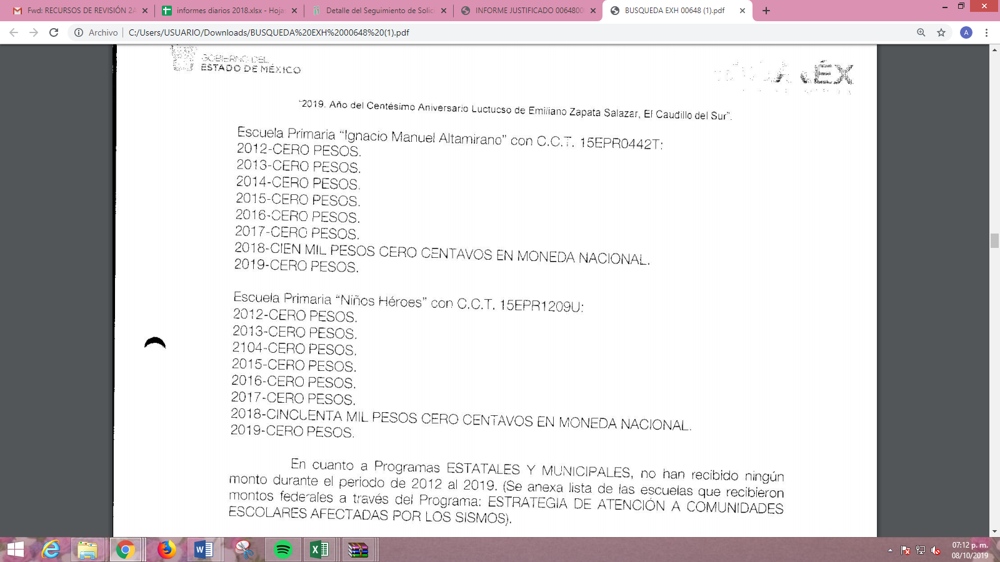 Fwd: RECURSOS DE REVISIÓN 2A
informes diarios 2018.xlsx - Hoja
Detalle del Seguimiento de Solic
INFORME JUSTIFICADO 0064800
BUSQUEDA EXH 00648 (1).pdf
Archivo
C:/Users/USUARIO/Downloads/BUSQUEDA%20EXH%2000648%20(1).pdf
A
GOBIERNO DEL
ESTADO DE MÉXICO
ÉX
"2019. Año del Centésimo Aniversario Luctuoso de Emiliano Zapata Salazar, El Caudillo del Sur".
Escuela Primaria "Ignacio Manuel Altamirano" con C.C.T. 15EPR0442T:
2012-CERO PESOS.
2013-CERO PESOS.
2014-CERO PESOS.
2015-CERO PESOS.
2016-CERO PESOS.
2017-CERO PESOS.
2018-CIEN MIL PESOS CERO CENTAVOS EN MONEDA NACIONAL.
2019-CERO PESOS.
Escuela Primaria "Niños Héroes" con C.C.T. 15EPR1209U:
2012-CERO PESOS.
2013-CERO PESOS.
2104-CERO PESOS.
2015-CERO PESOS.
2016-CERO PESOS.
2017-CERO PESOS.
2018-CINCUENTA MIL PESOS CERO CENTAVOS EN MONEDA NACIONAL.
2019-CERO PESOS.
En cuanto a Programas ESTATALES Y MUNICIPALES, no han recibido ningún
monto durante el periodo de 2012 al 2019. (Se anexa lista de las escuelas que recibieron
montos federales a través del Programa: ESTRATEGIA DE ATENCIÓN A COMUNIDADES
ESCOLARES AFECTADAS POR LOS SISMOS).
07:12 p. m.
08/10/2019